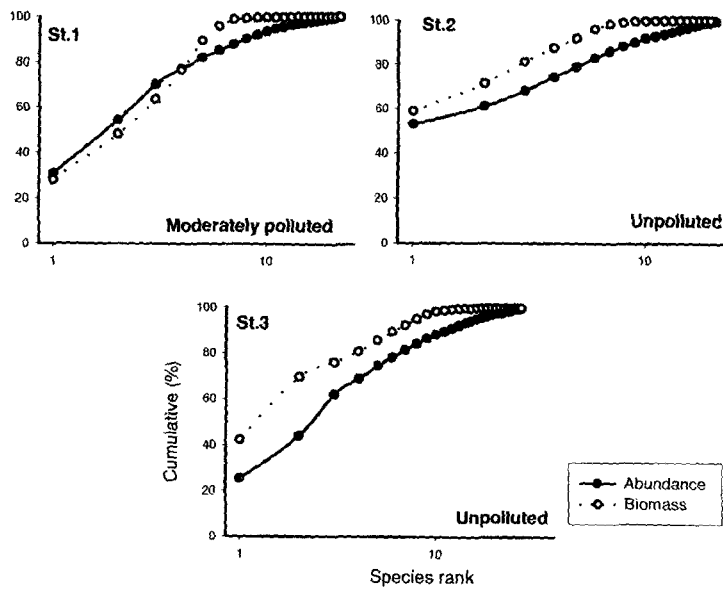 St.1
100
80
60
40
20
0
1
10
Moderately polluted
St.2
100
80
60
40
20
0
1
10
Unpolluted
St.3
Cumulative (%)
100
80
60
40
20
0
1
10
Unpolluted
Species rank
Abundance
Biomass